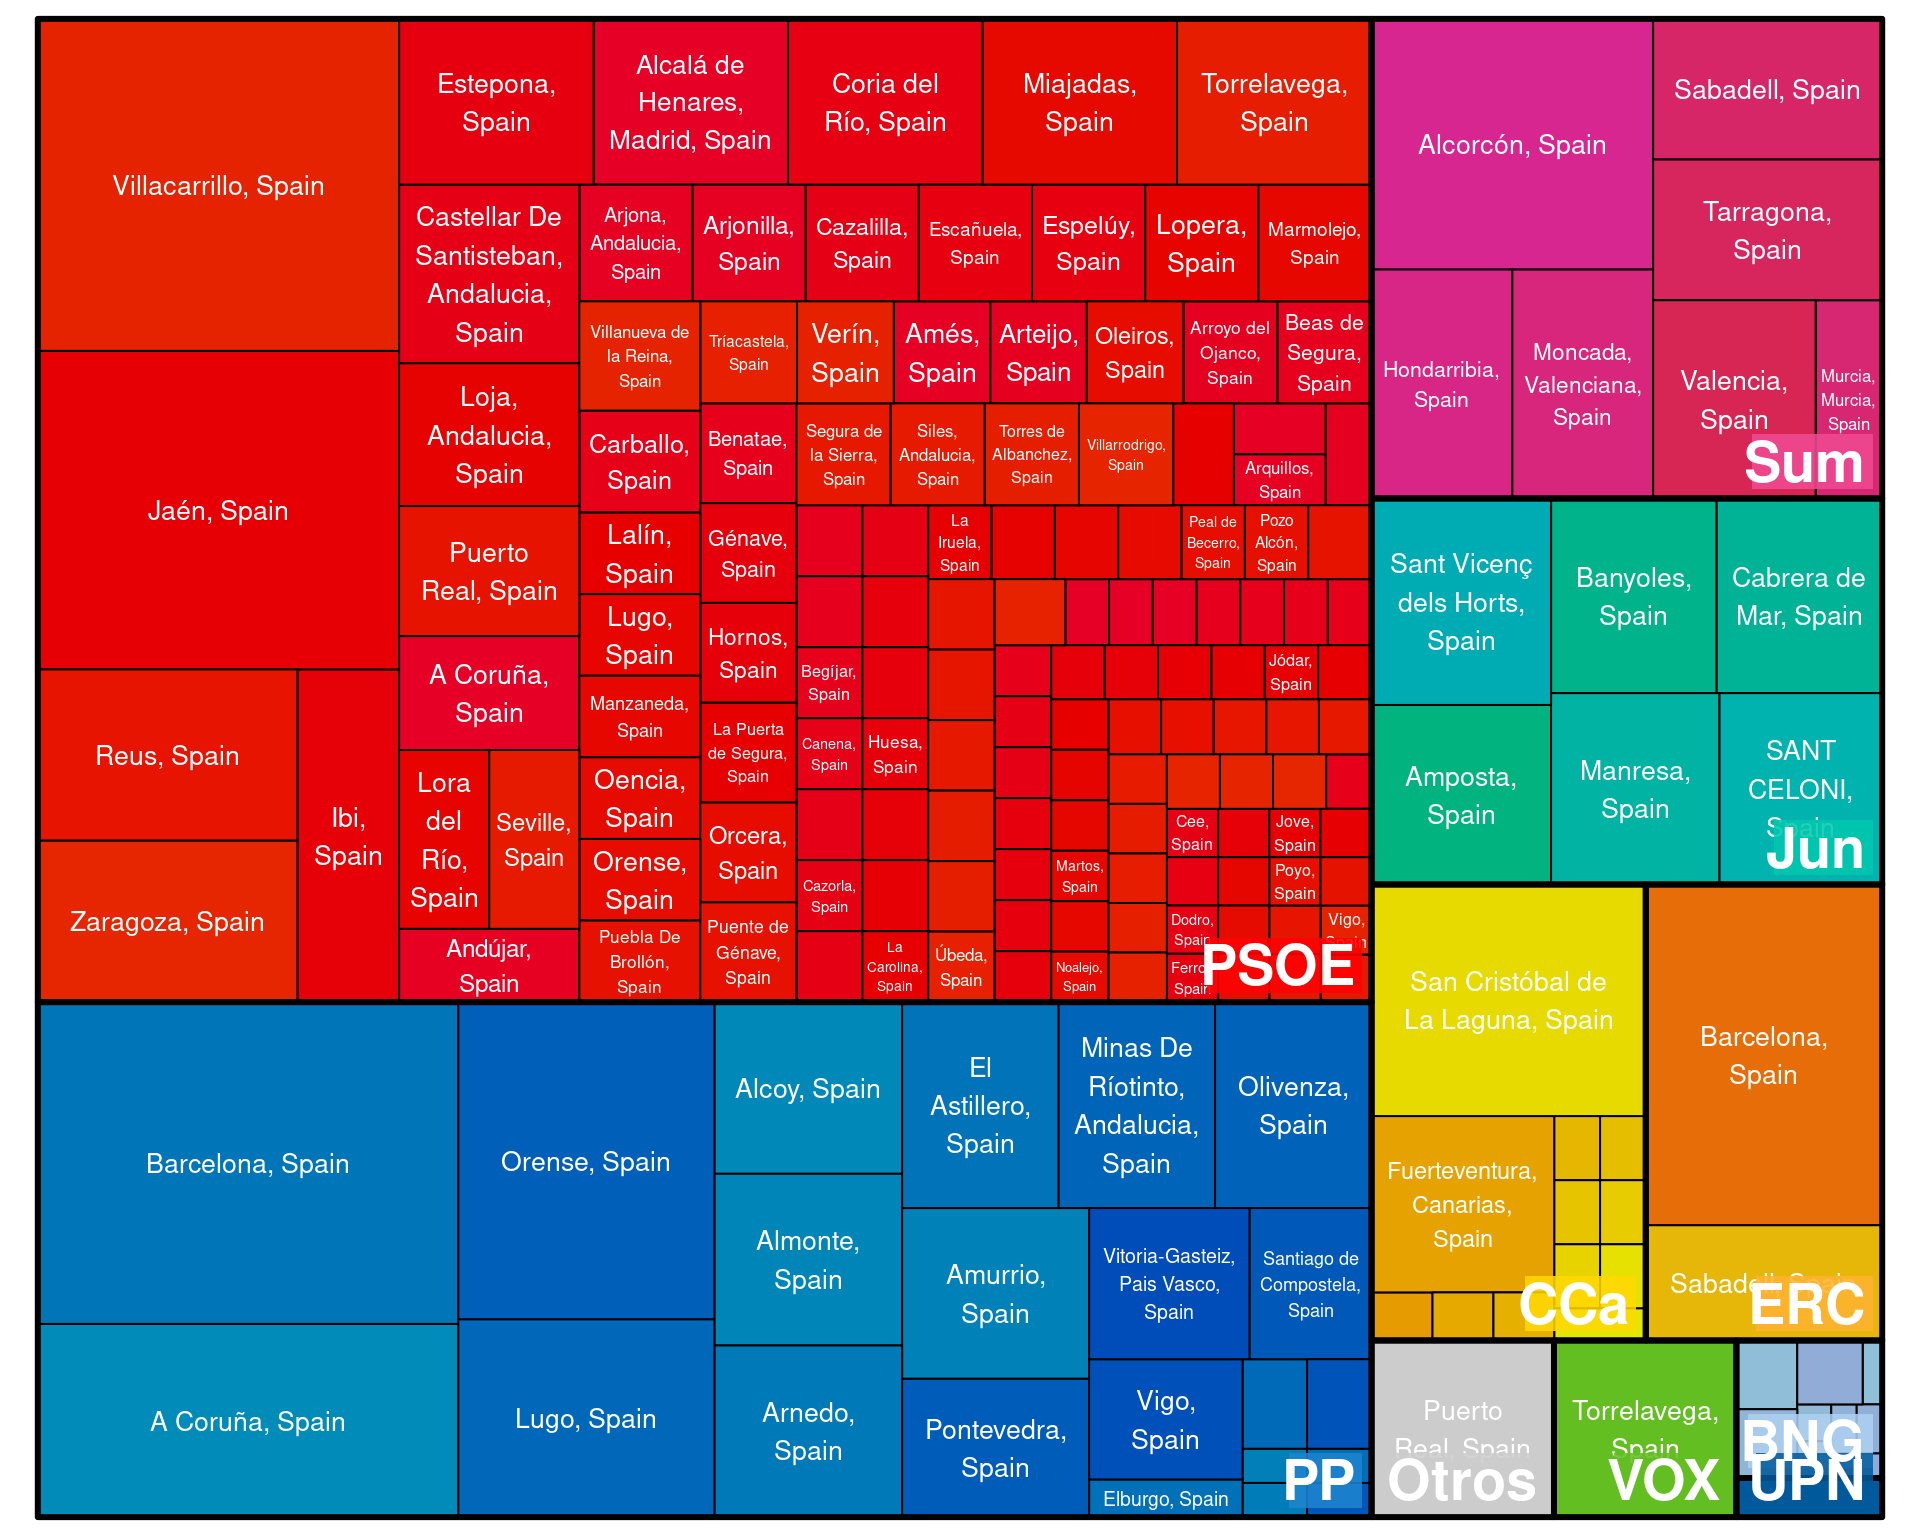 Villacarrillo, Spain
Jaén, Spain
Reus, Spain
Zaragoza, Spain
Ibi,
Spain
Estepona,
Spain
Alcalá de
Henares,
Madrid, Spain
Coria del
Río, Spain
Miajadas,
Spain
Torrelavega,
Spain
Castellar De
Santisteban,
Andalucia,
Spain
Loja,
Andalucia,
Spain
Puerto
Real, Spain
A Coruña,
Spain
Lora
del
Río,
Spain
Seville,
Spain
Andújar,
Spain
Arjona,
Andalucia,
Spain
Arjonilla,
Spain
Cazalilla,
Spain
Escañuela,
Spain
Espelúy,
Spain
Lopera,
Spain
Marmolejo,
Spain
Villanueva de
la Reina,
Spain
Carballo,
Spain
Lalín,
Spain
Lugo,
Spain
Manzaneda,
Spain
Oencia,
Spain
Orense,
Spain
Puebla De
Brollón,
Spain
Tríacastela,
Spain
Verín,
Spain
Amés,
Spain
Arteijo,
Spain
Oleiros,
Spain
Arroyo del
Ojanco,
Spain
Beas de
Segura,
Spain
Benatae,
Spain
Génave,
Spain
Hornos,
Spain
La Puerta
de Segura,
Spain
Orcera,
Spain
Puente de
Génave,
Spain
Segura de
la Sierra,
Spain
Siles,
Andalucia,
Spain
Torres de
Albanchez,
Spain
Villarrodrigo,
Spain
Arquillos,
Spain
Begíjar,
Spain
Canena,
Spain
Cazorla,
Spain
Huesa,
Spain
La
Carolina,
Spain
La
Iruela,
Spain
Peal de
Becerro,
Spain
Pozo
Alcón,
Spain
Úbeda,
Spain
Jódar,
Spain
Martos,
Spain
Noalejo,
Spain
Cee,
Spain
Jove,
Spain
Poyo,
Spain
Dodro,
Spain
Vigo,
Spain
Ferrol,
Spain
PSOE
Barcelona, Spain
A Coruña, Spain
Orense, Spain
Lugo, Spain
Alcoy, Spain
Almonte,
Spain
Arnedo,
Spain
El
Astillero,
Spain
Minas De
Ríotinto,
Andalucia,
Spain
Olivenza,
Spain
Amurrio,
Spain
Pontevedra,
Spain
Vitoria-Gasteiz,
Pais Vasco,
Spain
Santiago de
Compostela,
Spain
Vigo,
Spain
Elburgo, Spain
PP
Alcorcón, Spain
Sabadell, Spain
Tarragona,
Spain
Hondarribia,
Spain
Moncada,
Valenciana,
Spain
Valencia,
Spain
Murcia,
Murcia,
Spain
Sum
Sant Vicenç
dels Horts,
Spain
Amposta,
Spain
Banyoles,
Spain
Cabrera de
Mar, Spain
Manresa,
Spain
SANT
CELONI,
Spain
Jun
San Cristóbal de
La Laguna, Spain
Fuerteventura,
Canarias,
Spain
CCa
Barcelona,
Spain
Sabadell, Spain
ERC
Puerto
Real, Spain
Otros
Torrelavega,
Spain
VOX
BNG
UPN